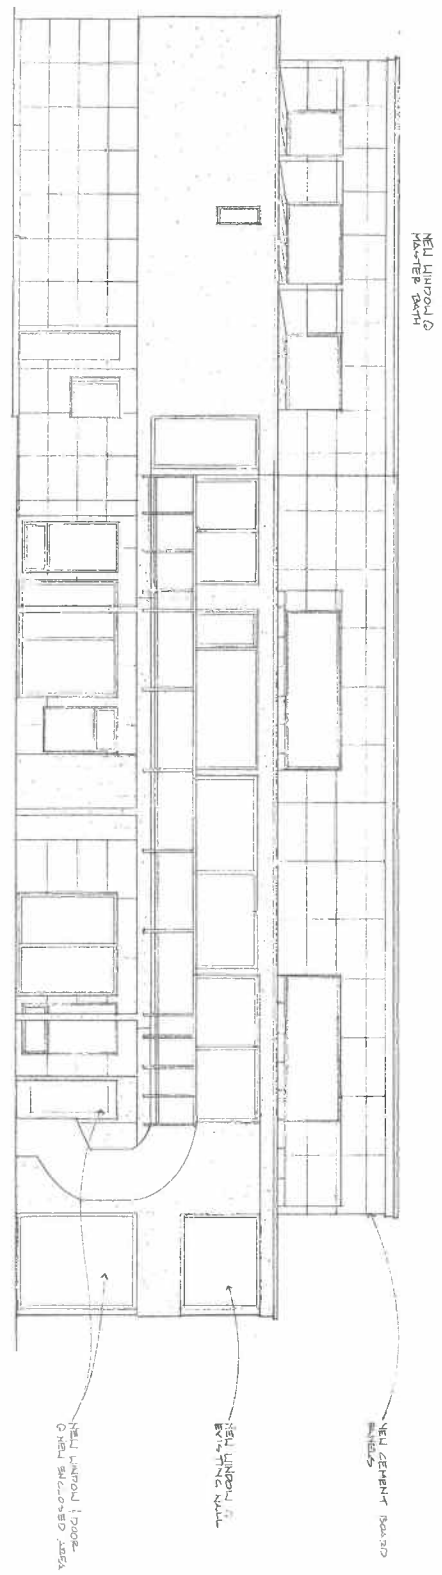 NEW WINDOW @
MASTER BATH
NEW CEMENT BOARD
PANELS
NEW WINDOW @
EXISTING WALL
NEW WINDOW & DOOR
@ NEW ENCLOSED AREA